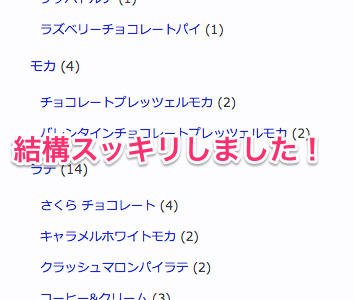 ラズベリーチョコレートパイ (1)
モカ (4)
チョコレートプレッツェルモカ (2)
バレンタインチョコレートプレッツェルモカ (2)
結構スッキリしました！
ラテ (14)
さくら チョコレート (4)
キャラメルホワイトモカ (2)
クラッシュマロンパイラテ (2)
コーヒー&クリーム (3)